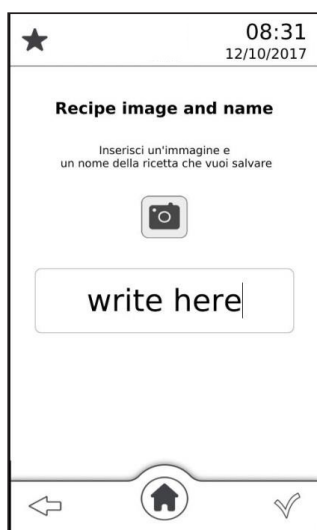 08:31
12/10/2017
Recipe image and name
Inserisci un'immagine e
un nome della ricetta che vuoi salvare
write here